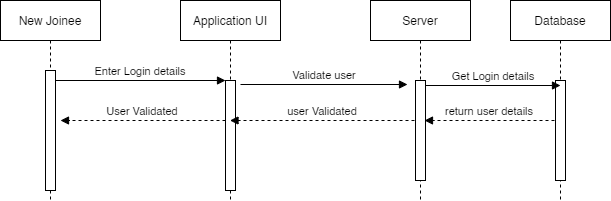 New Joinee
Application UI
Server
Database
Enter Login details
Validate user
Get Login details
User Validated
user Validated
return user details